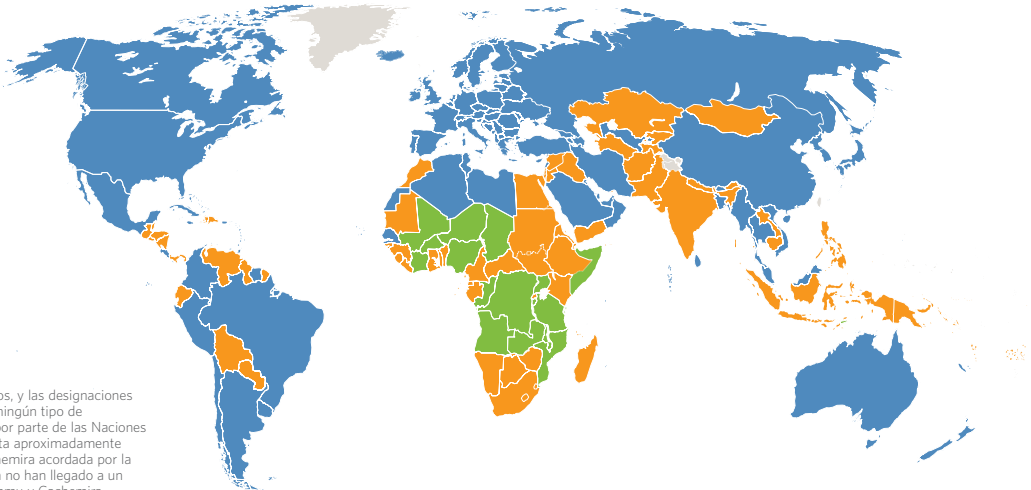 os, y las designaciones
ningún tipo de
por parte de las Naciones
ta aproximadamente
emira acordada por la
no han llegado a un